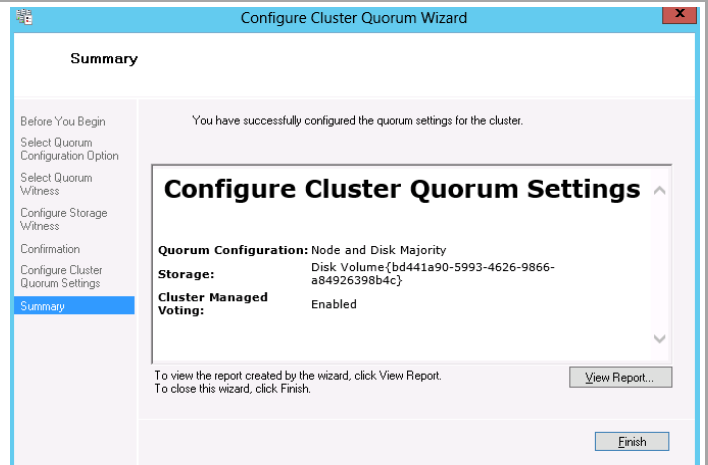 Configure Cluster Quorum Wizard
x
Summary
Before You Begin
Select Quorum
Configuration Option
Select Quorum
Witness
Configure Storage
Witness
Confirmation
Configure Cluster
Quorum Settings
Summary
You have successfully configured the quorum settings for the cluster.
Configure Cluster Quorum Settings
Quorum Configuration: Node and Disk Majority
Storage: Disk Volume{bd441a90-5993-4626-9866-
a84926398b4c}
Cluster Managed
Voting: Enabled
To view the report created by the wizard, click View Report.
To close this wizard, click Finish.
View Report...
Finish